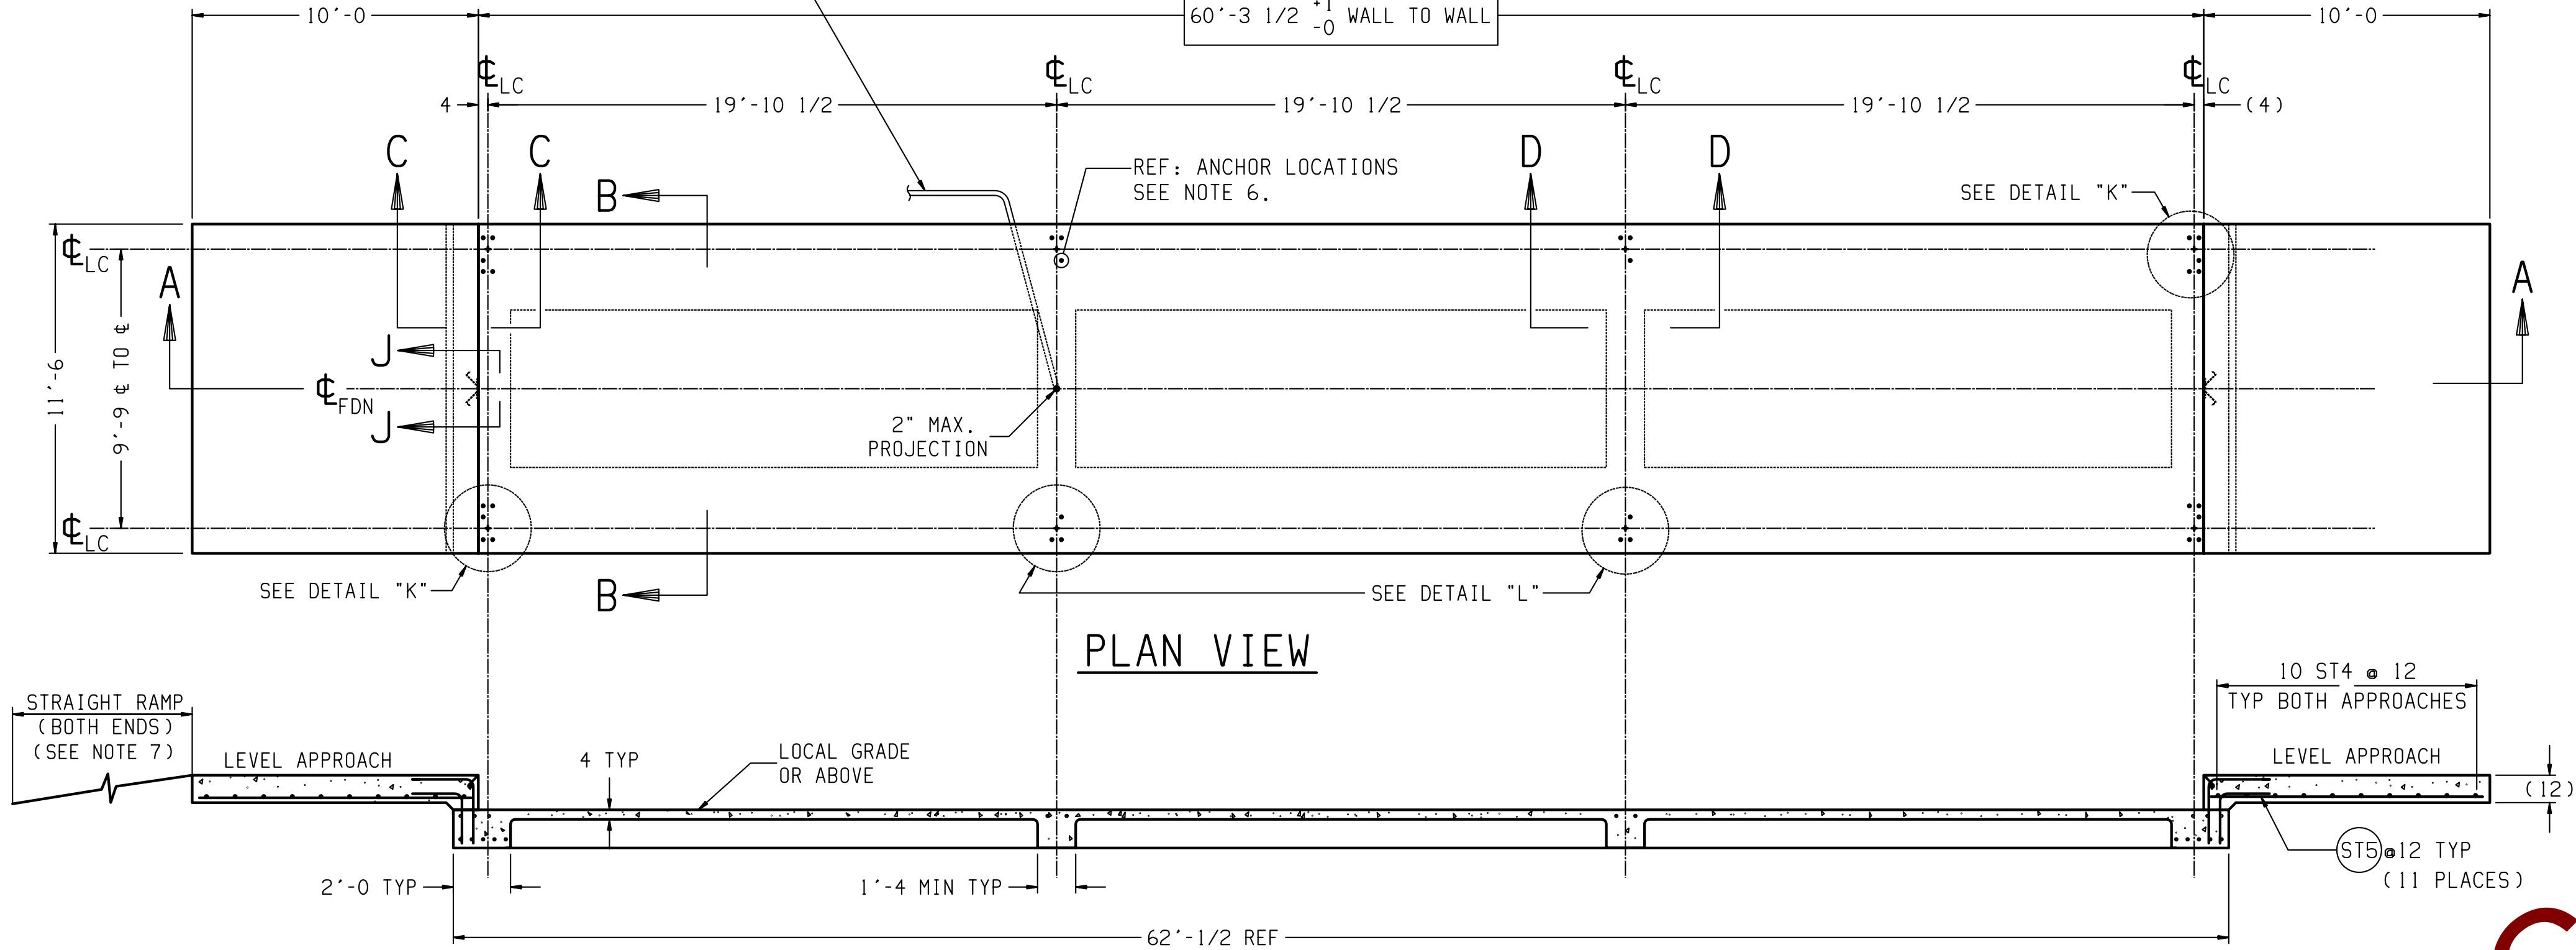 10'-0
60'-3 1/2 +1 -0 WALL TO WALL
10'-0
℄LC
℄LC
℄LC
℄LC
4
19'-10 1/2
19'-10 1/2
19'-10 1/2
(4)
C
C
D
D
B
REF: ANCHOR LOCATIONS
SEE NOTE 6.
SEE DETAIL "K"
℄LC
A
A
11'-6
9'-9 ℄ TO ℄
J
℄FDN
J
2" MAX.
PROJECTION
℄LC
SEE DETAIL "K"
B
SEE DETAIL "L"
PLAN VIEW
STRAIGHT RAMP
(BOTH ENDS)
(SEE NOTE 7)
LEVEL APPROACH
4 TYP
LOCAL GRADE
OR ABOVE
10 ST4 @ 12
TYP BOTH APPROACHES
LEVEL APPROACH
(12)
ST5 @12 TYP
(11 PLACES)
2'-0 TYP
1'-4 MIN TYP
62'-1/2 REF